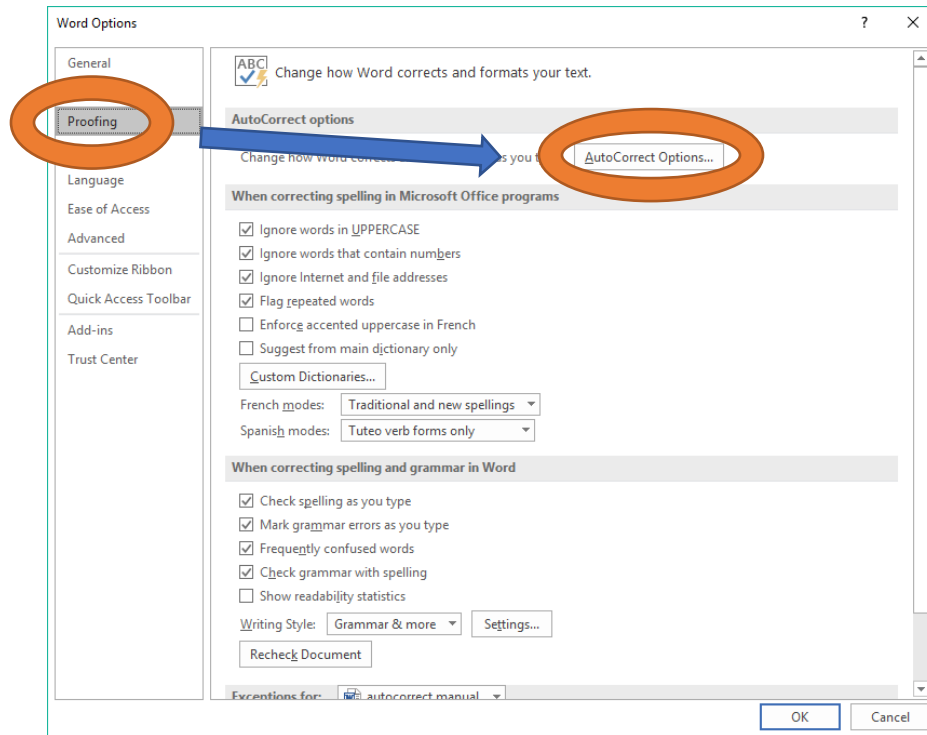 Word Options
?
General
Proofing
Language
Ease of Access
Advanced
Customize Ribbon
Quick Access Toolbar
Add-ins
Trust Center
ABC
Change how Word corrects and formats your text.
AutoCorrect options
Change how Word corrects s you t AutoCorrect Options...
When correcting spelling in Microsoft Office programs
Ignore words in UPPERCASE
Ignore words that contain numbers
Ignore Internet and file addresses
Flag repeated words
Enforce accented uppercase in French
Suggest from main dictionary only
Custom Dictionaries...
French modes: Traditional and new spellings
Spanish modes: Tuteo verb forms only
When correcting spelling and grammar in Word
Check spelling as you type
Mark grammar errors as you type
Frequently confused words
Check grammar with spelling
Show readability statistics
Writing Style: Grammar & more Settings...
Recheck Document
Exceptions for: autocorrect manual
OK Cancel